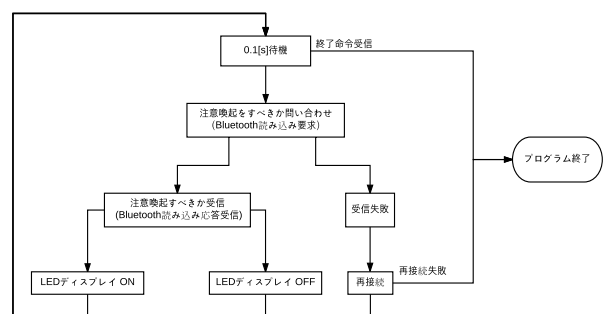 0.1[s]待機
終了命令受信
注意喚起をすべきか問い合わせ
(Bluetooth読み込み要求)
プログラム終了
注意喚起すべきか受信
(Bluetooth読み込み応答受信)
受信失敗
LEDディスプレイ ON
LEDディスプレイ OFF
再接続
再接続失敗